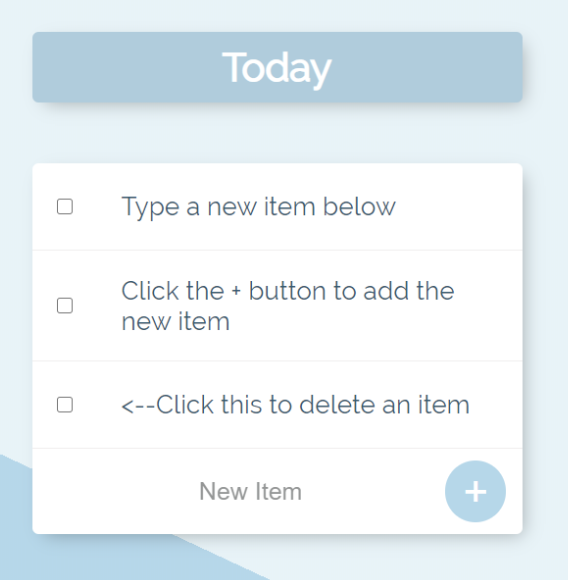 Today
Type a new item below
Click the + button to add the
new item
<--Click this to delete an item
New Item
+